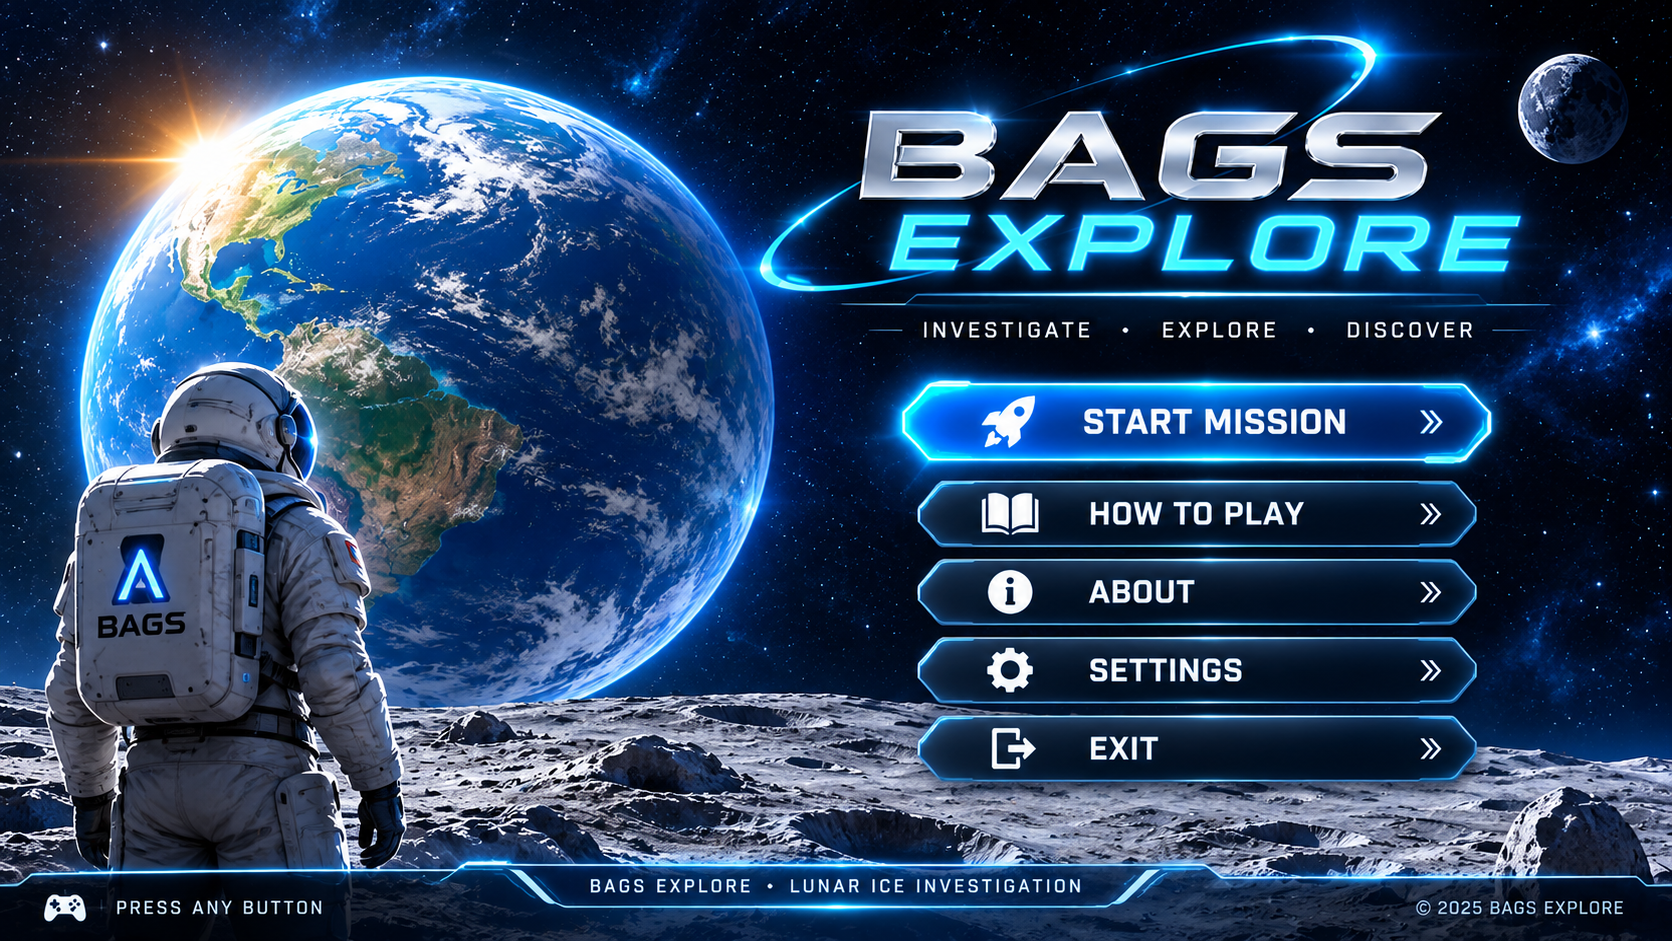 BAGS
EXPLORE
INVESTIGATE • EXPLORE • DISCOVER
START MISSION
HOW TO PLAY
ABOUT
SETTINGS
EXIT
A
BAGS
BAGS EXPLORE • LUNAR ICE INVESTIGATION
PRESS ANY BUTTON
© 2025 BAGS EXPLORE